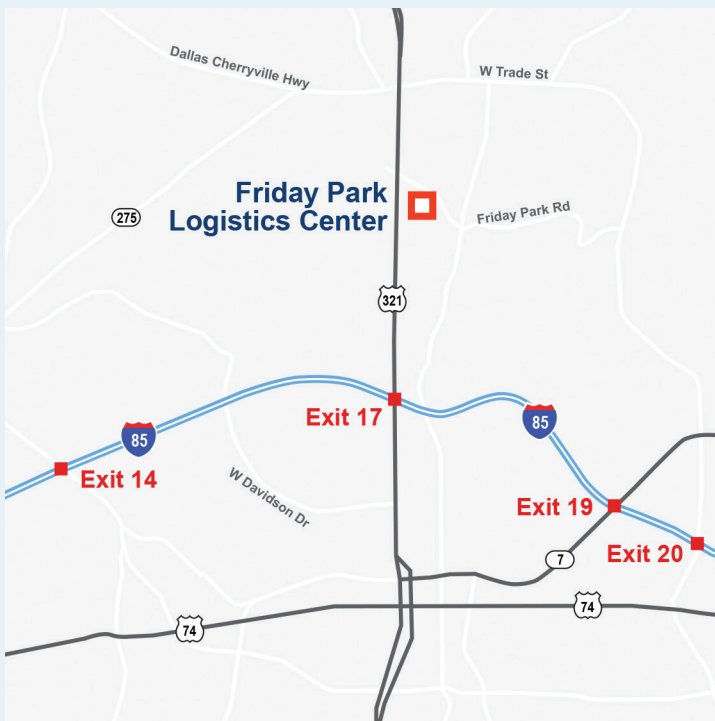 Dallas Cherryville Hwy
W Trade St
Friday Park
Logistics Center
275
Friday Park Rd
321
Exit 17
85
85
Exit 14
W Davidson Dr
Exit 19
7
Exit 20
74
74